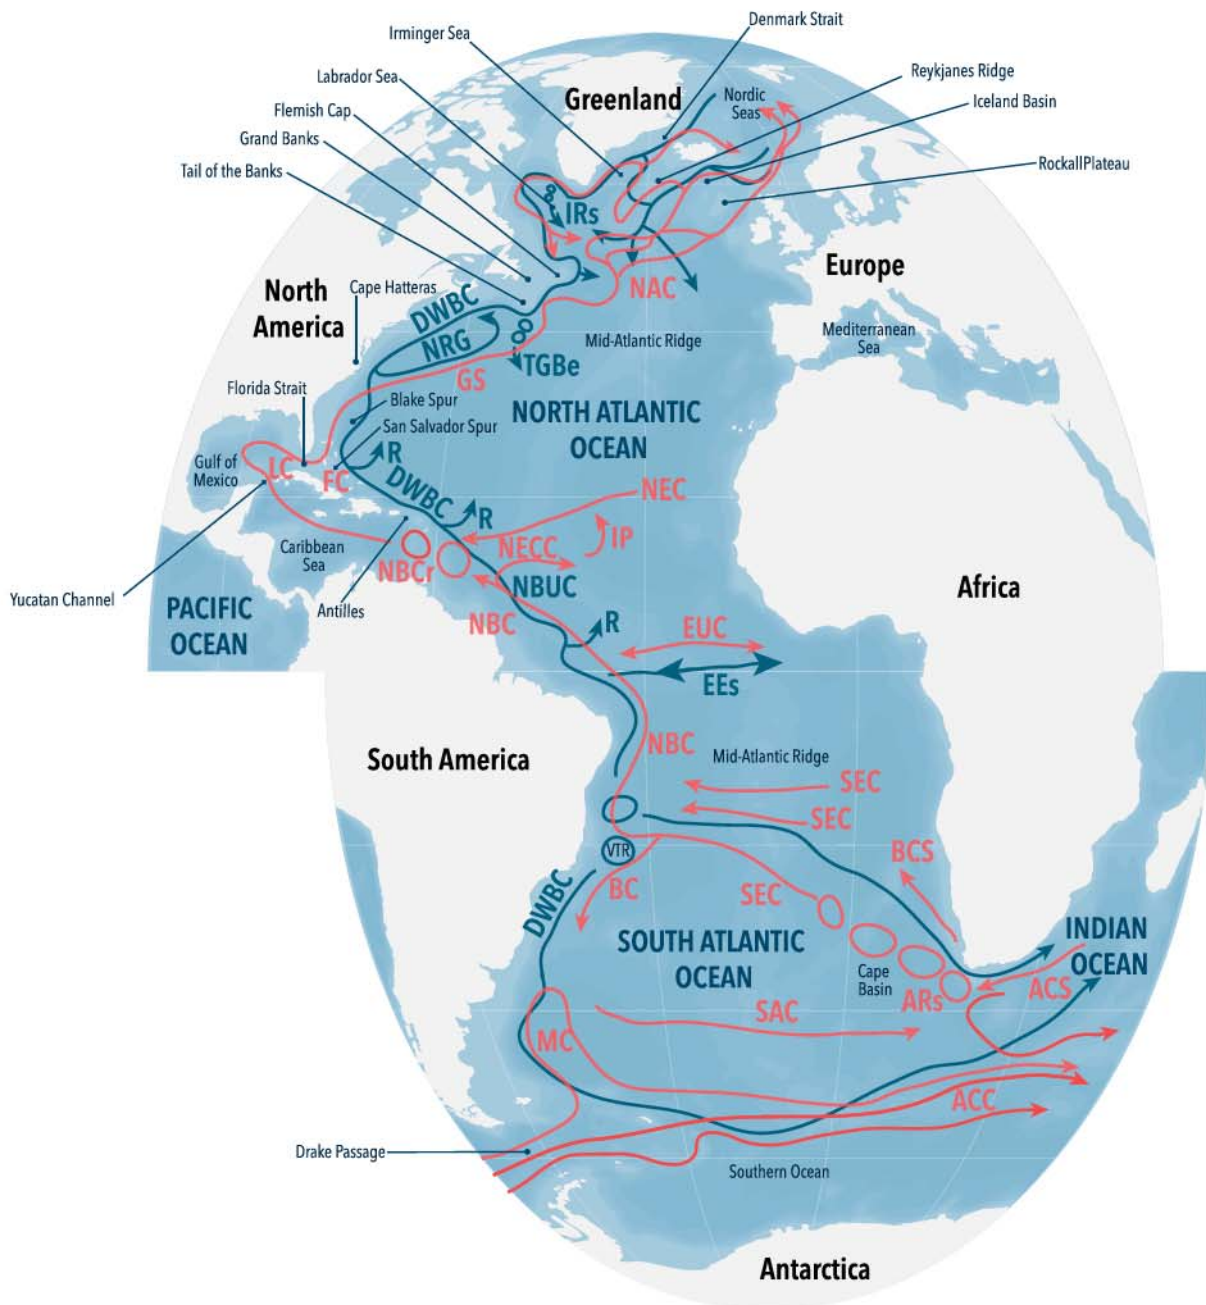 Denmark Strait
Irminger Sea
Reykjanes Ridge
Labrador Sea
Greenland
Nordic
Seas
Iceland Basin
Flemish Cap
Grand Banks
RockallPlateau
Tail of the Banks
IRs
Europe
North
America
Cape Hatteras
DWBC
NAC
NRG
Mid-Atlantic Ridge
Mediterranean
Sea
TGBe
GS
Florida Strait
Blake Spur
NORTH ATLANTIC
OCEAN
San Salvador Spur
Gulf of
Mexico
LC
FC
R
DWBC
NEC
R
Caribbean
Sea
NECC
IP
NBCr
NBUC
Africa
Yucatan Channel
PACIFIC
OCEAN
Antilles
NBC
R
EUC
EEs
South America
NBC
Mid-Atlantic Ridge
SEC
SEC
VTR
BCS
DWBC
BC
SEC
SOUTH ATLANTIC
OCEAN
INDIAN
OCEAN
Cape
Basin
ARs
ACS
SAC
MC
ACC
Drake Passage
Southern Ocean
Antarctica